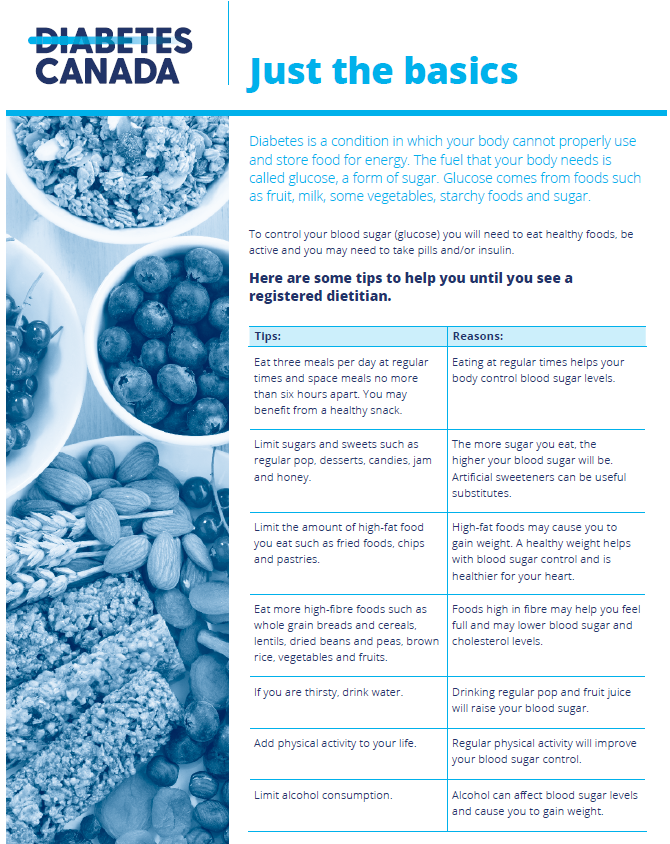 DIABETES
CANADA
Just the basics
Diabetes is a condition in which your body cannot properly use
and store food for energy. The fuel that your body needs is
called glucose, a form of sugar. Glucose comes from foods such
as fruit, milk, some vegetables, starchy foods and sugar.
To control your blood sugar (glucose) you will need to eat healthy foods, be
active and you may need to take pills and/or insulin.
Here are some tips to help you until you see a
registered dietitian.
Tips:
Reasons:
Eat three meals per day at regular
times and space meals no more
than six hours apart. You may
benefit from a healthy snack.
Eating at regular times helps your
body control blood sugar levels.
Limit sugars and sweets such as
regular pop, desserts, candies, jam
and honey.
The more sugar you eat, the
higher your blood sugar will be.
Artificial sweeteners can be useful
substitutes.
Limit the amount of high-fat food
you eat such as fried foods, chips
and pastries.
High-fat foods may cause you to
gain weight. A healthy weight helps
with blood sugar control and is
healthier for your heart.
Eat more high-fibre foods such as
whole grain breads and cereals,
lentils, dried beans and peas, brown
rice, vegetables and fruits.
Foods high in fibre may help you feel
full and may lower blood sugar and
cholesterol levels.
If you are thirsty, drink water.
Drinking regular pop and fruit juice
will raise your blood sugar.
Add physical activity to your life.
Regular physical activity will improve
your blood sugar control.
Limit alcohol consumption.
Alcohol can affect blood sugar levels
and cause you to gain weight.